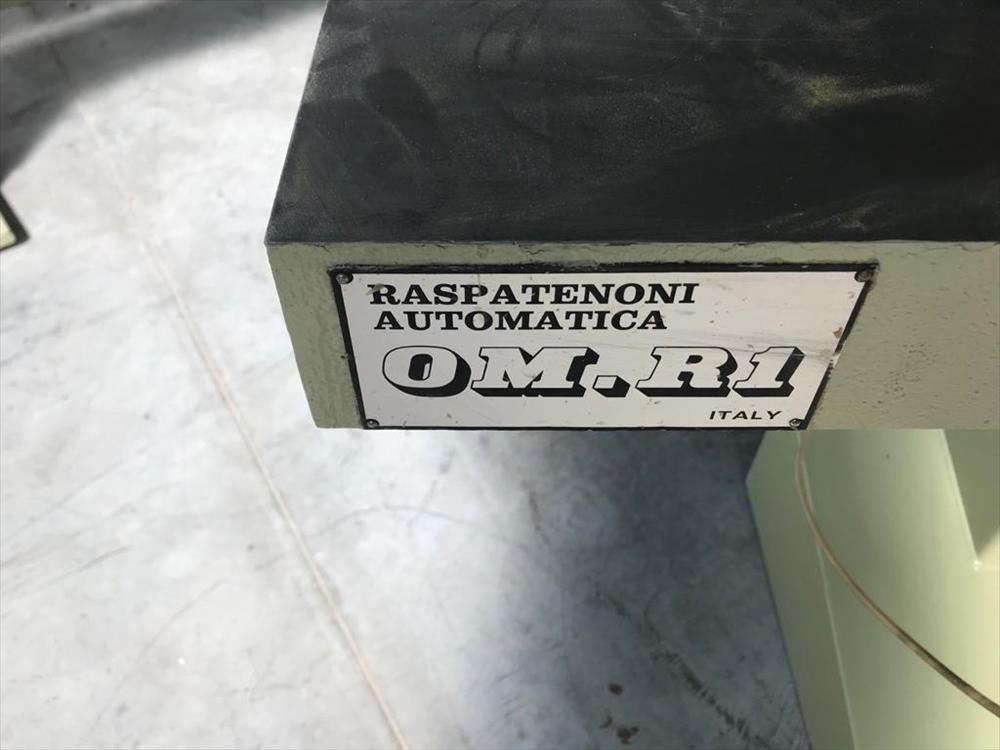 RASPATENONI
AUTOMATICA
OM.R1
ITALY